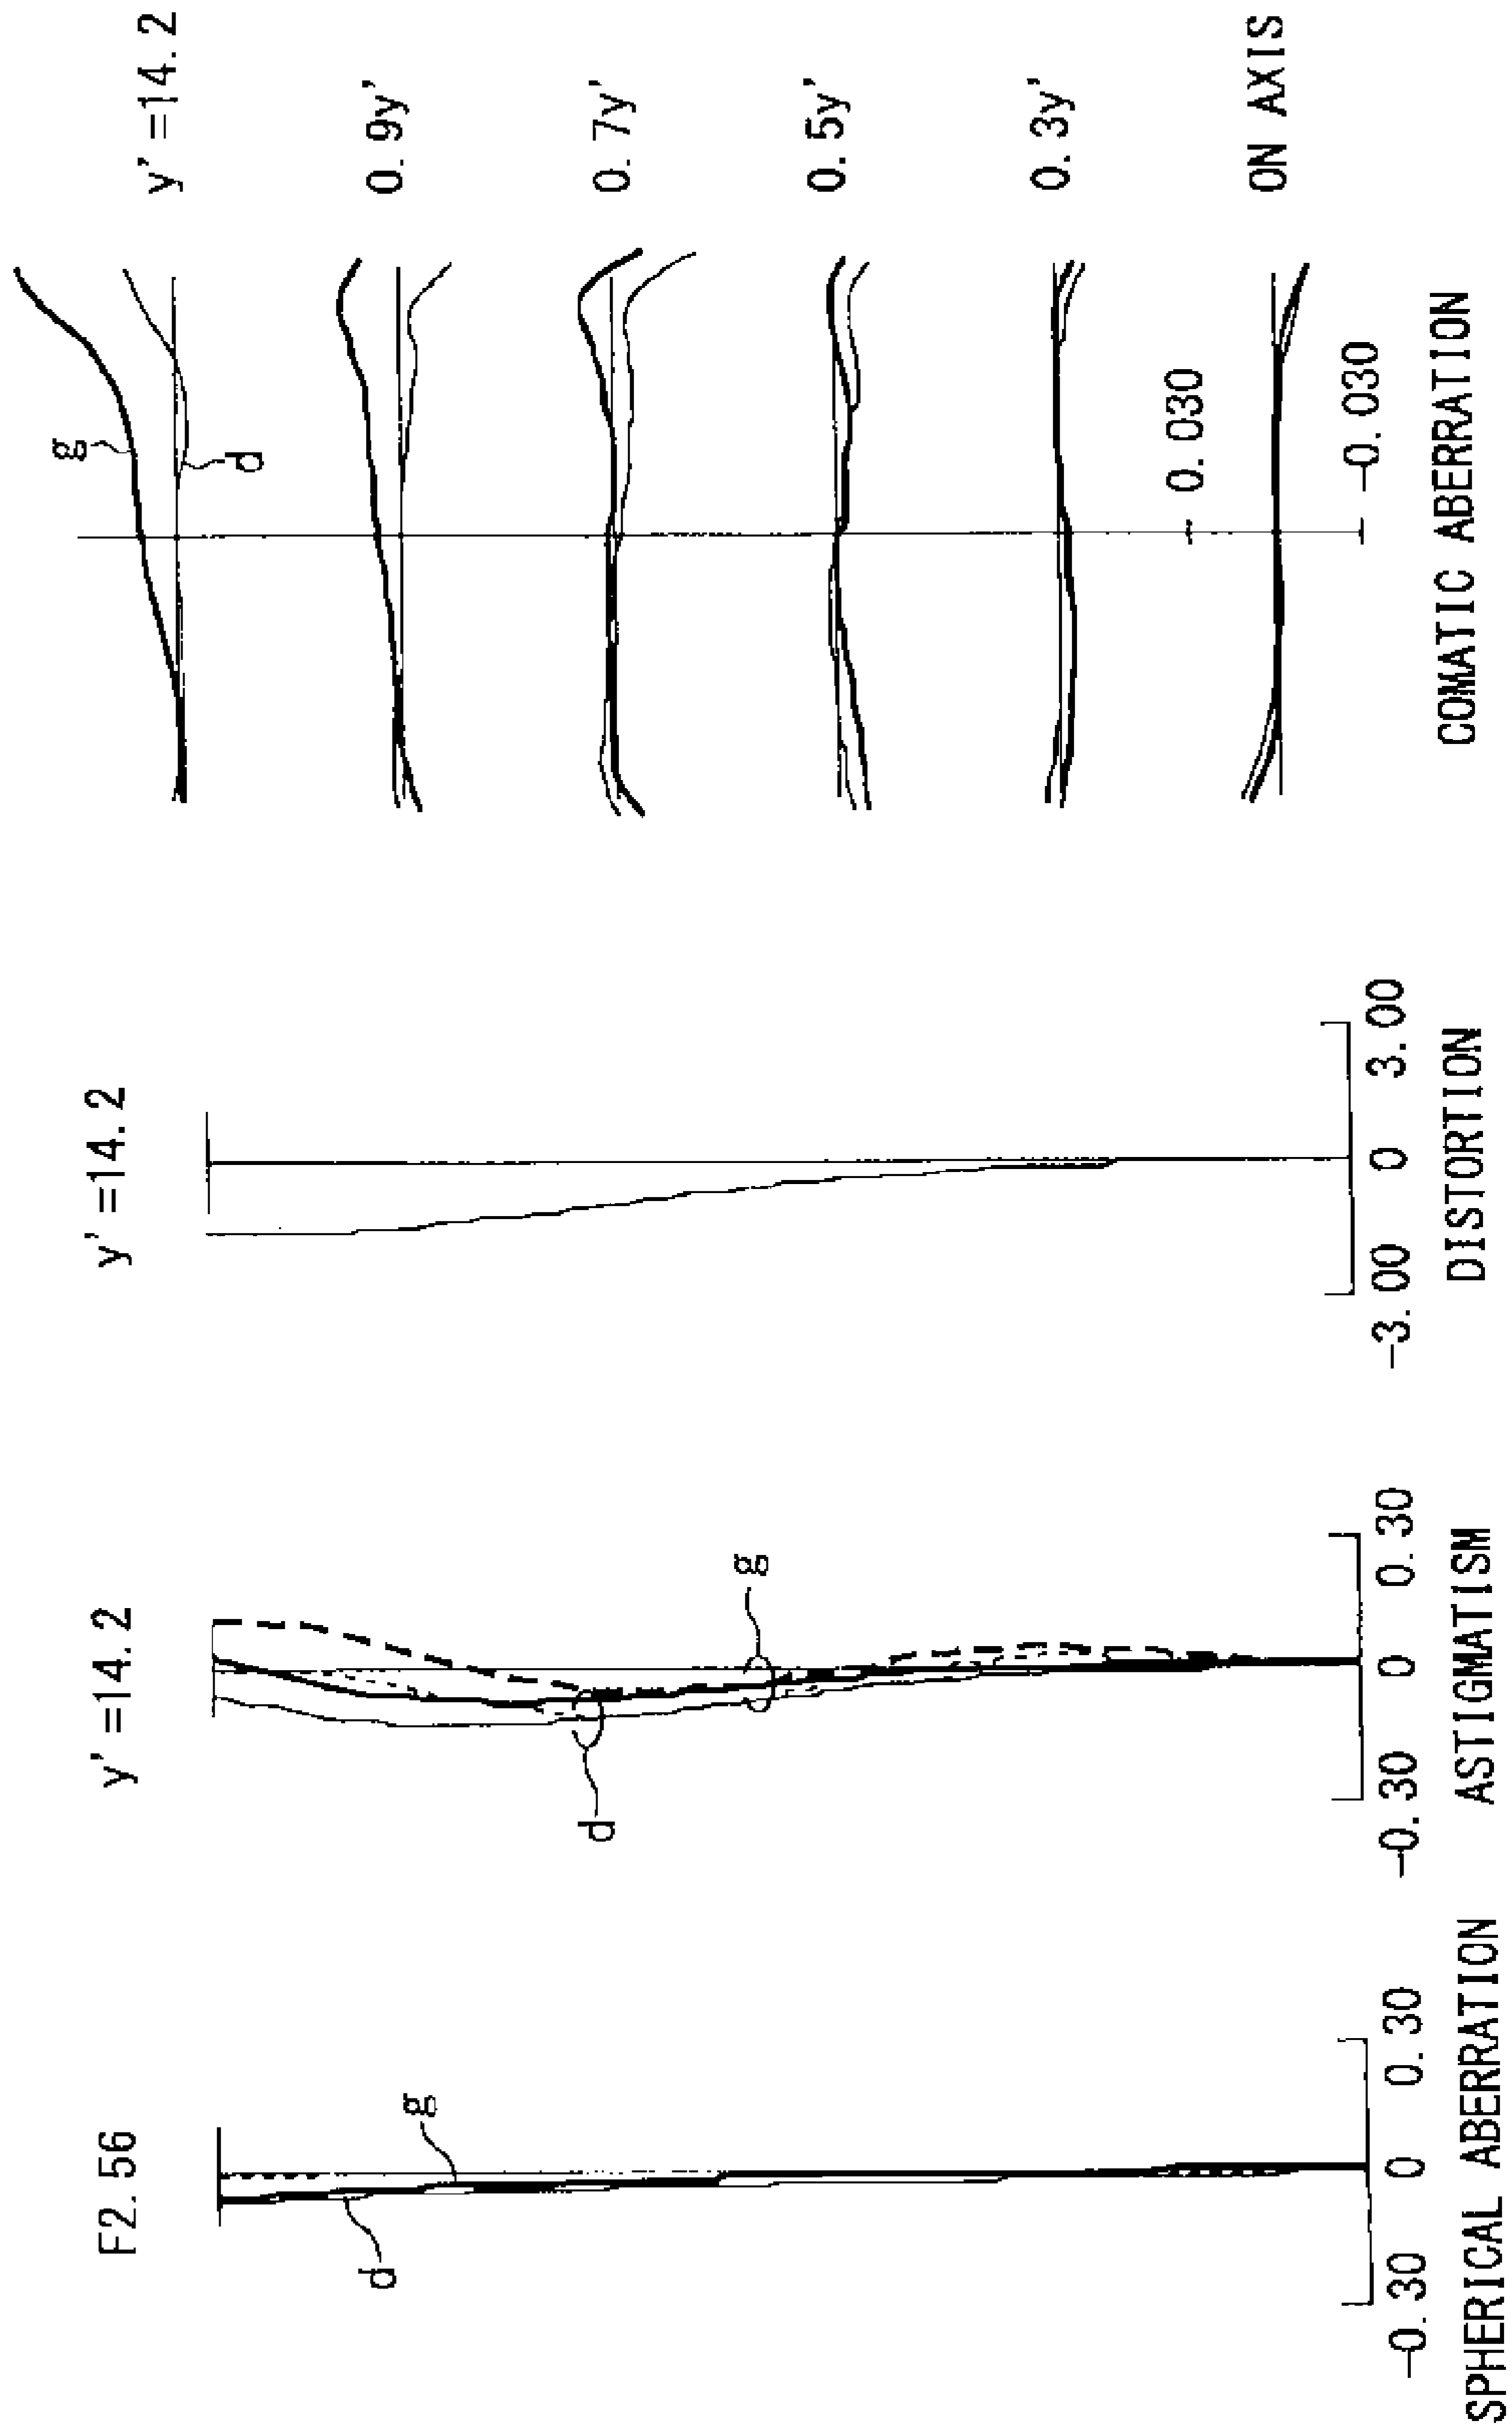 F2.56
d
g
-0.30
0
0.30
SPHERICAL ABERRATION
y'=14.2
d
g
-0.30
0
0.30
ASTIGMATISM
y'=14.2
-3.00
0
3.00
DISTORTION
g
d
y'=14.2
0.9y'
0.7y'
0.5y'
0.3y'
0.030
ON AXIS
-0.030
COMATIC ABERRATION